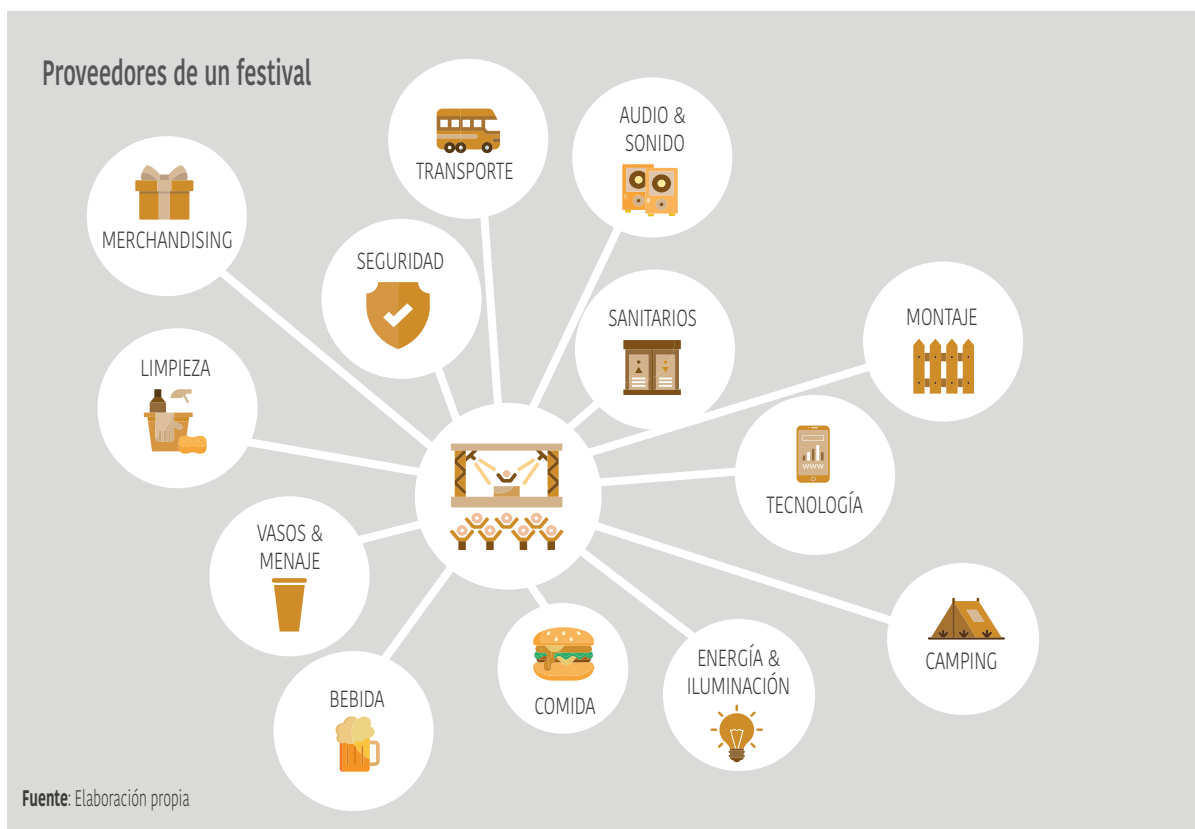 Proveedores de un festival
TRANSPORTE
AUDIO &
SONIDO
MERCHANDISING
SEGURIDAD
SANITARIOS
MONTAJE
LIMPIEZA
WWW
TECNOLOGÍA
VASOS &
MENAJE
BEBIDA
COMIDA
ENERGÍA &
ILUMINACIÓN
CAMPING
Fuente: Elaboración propia